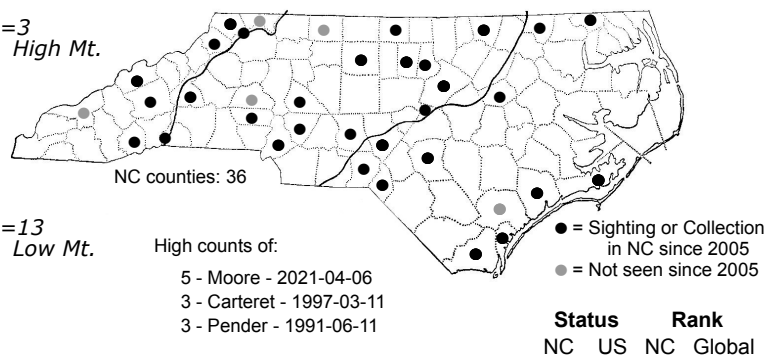 =3
High Mt.
NC counties: 36
=13
Low Mt.
High counts of:
5 - Moore - 2021-04-06
3 - Carteret - 1997-03-11
3 - Pender - 1991-06-11
● = Sighting or Collection
in NC since 2005
● = Not seen since 2005
Status Rank
NC US NC Global